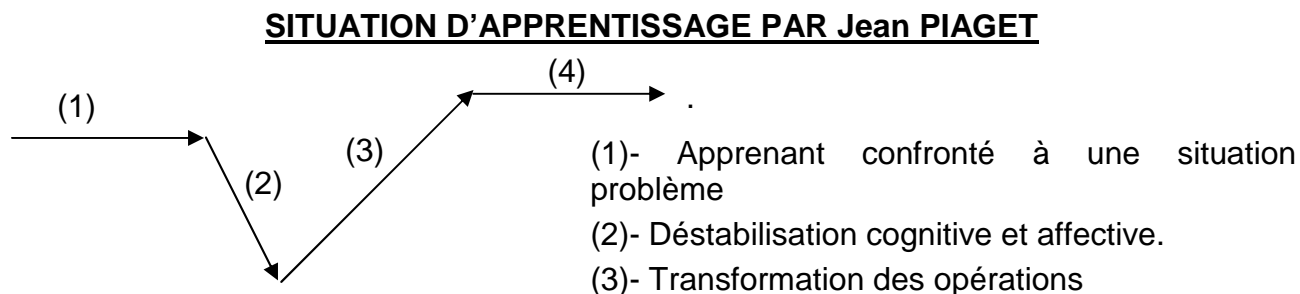 SITUATION D’APPRENTISSAGE PAR Jean PIAGET
(4)
(1)
.
(3)
(2)
(1)- Apprenant confronté à une situation
problème
(2)- Déstabilisation cognitive et affective.
(3)- Transformation des opérations